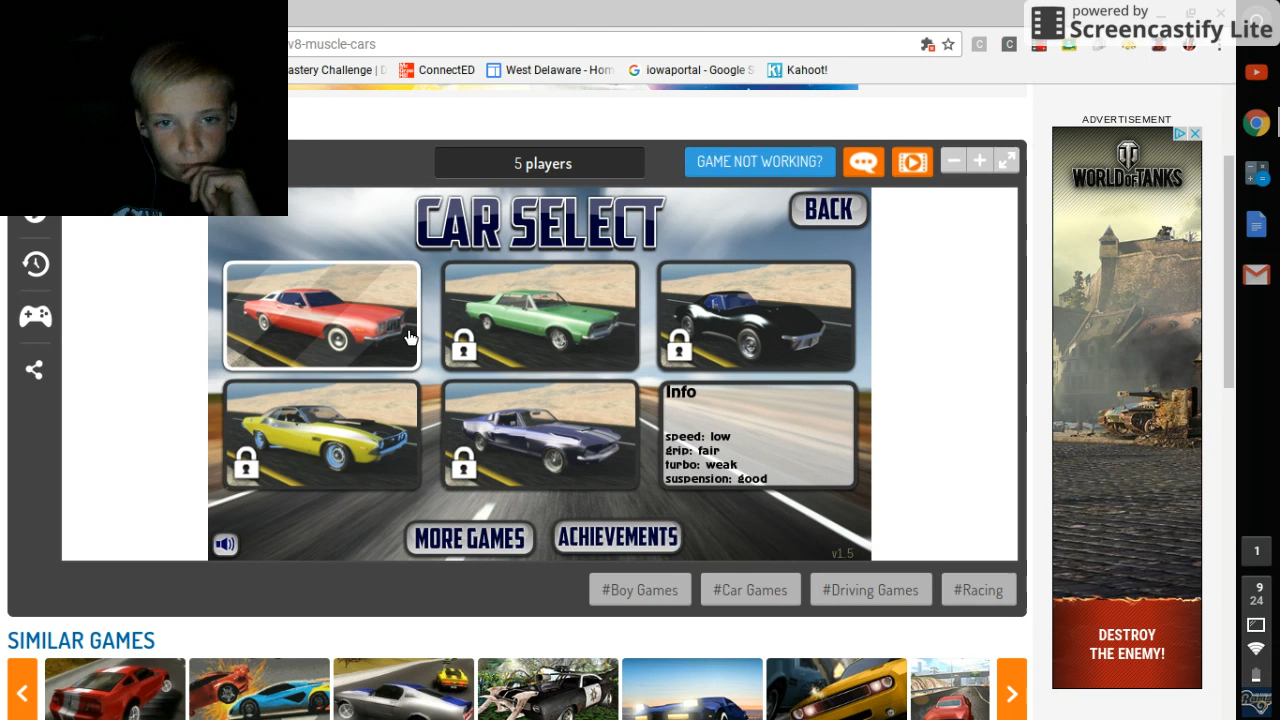 powered by
Screencastify Lite
v8-muscle-cars
C
C
astery Challenge | D
ConnectED
West Delaware - Hom
iowaportal - Google S
K!
Kahoot!
ADVERTISEMENT
5 players
GAME NOT WORKING?
WORLD OF TANKS
CAR SELECT
BACK
Info
speed: low
grip: fair
turbo: weak
suspension: good
MORE GAMES
ACHIEVEMENTS
v1.5
#Boy Games
#Car Games
#Driving Games
#Racing
DESTROY
THE ENEMY!
1
9
24
SIMILAR GAMES